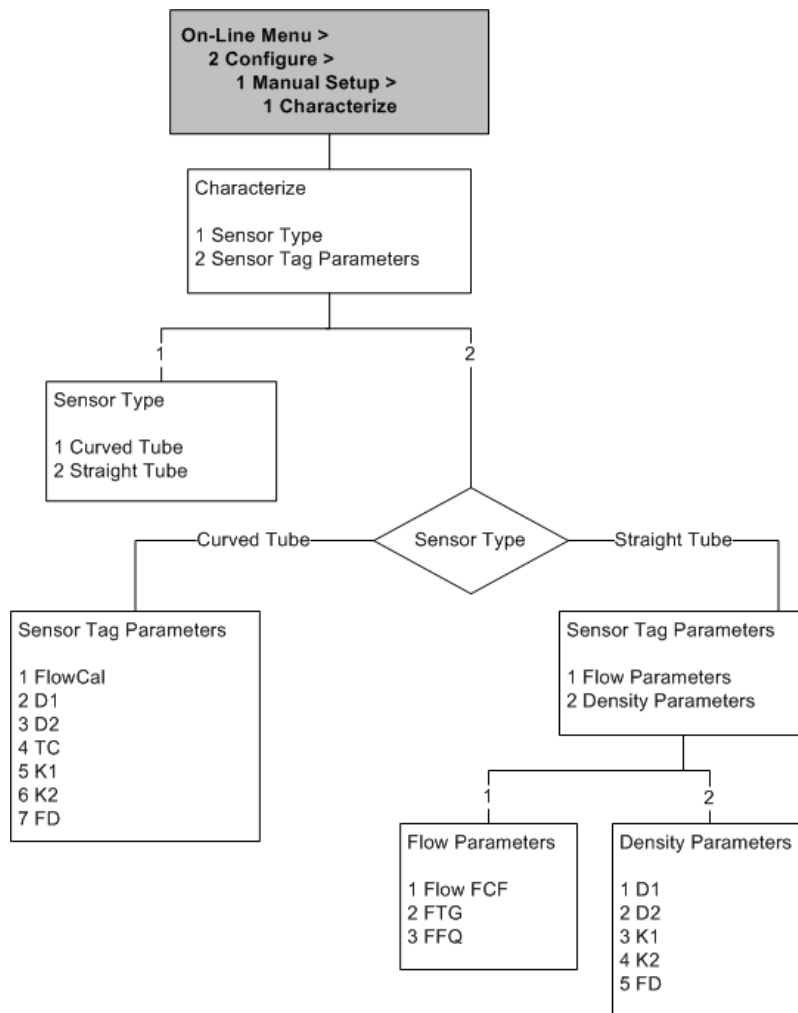 On-Line Menu >
2 Configure >
1 Manual Setup >
1 Characterize
Characterize
1 Sensor Type
2 Sensor Tag Parameters
1
2
Sensor Type
1 Curved Tube
2 Straight Tube
Curved Tube
Sensor Type
Straight Tube
Sensor Tag Parameters
1 FlowCal
2 D1
3 D2
4 TC
5 K1
6 K2
7 FD
Sensor Tag Parameters
1 Flow Parameters
2 Density Parameters
1
2
Flow Parameters
1 Flow FCF
2 FTG
3 FFQ
Density Parameters
1 D1
2 D2
3 K1
4 K2
5 FD